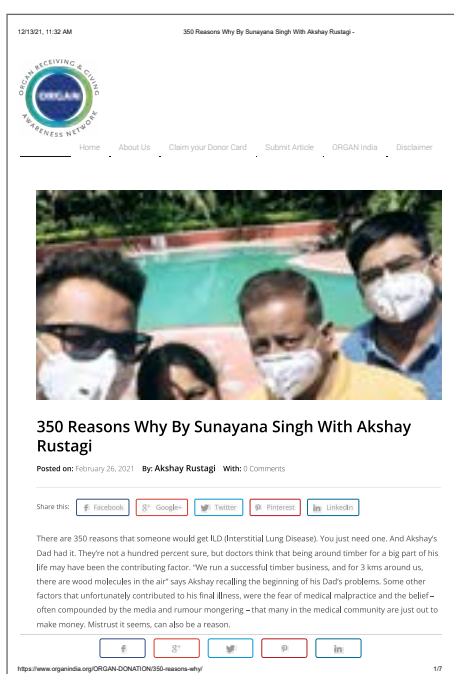 12/13/21, 11:32 AM
350 Reasons Why By Sunayana Singh With Akshay Rustagi -
ORGAN RECEIVING & GIVING
ORGAN
AWARENESS NETWORK
Home About Us Claim your Donor Card Submit Article ORGAN india Disclaimer
350 Reasons Why By Sunayana Singh With Akshay
Rustagi
Posted on: February 26, 2021 By: Akshay Rustagi With: 0 Comments
Share this: Facebook Google+ Twitter Pinterest LinkedIn
There are 350 reasons that someone would get ILD (Interstitial Lung Disease). You just need one. And Akshay's
Dad had it. They're not a hundred percent sure, but doctors think that being around timber for a big part of his
life may have been the contributing factor. "We run a successful timber business, and for 3 kms around us,
there are wood molecules in the air" says Akshay recalling the beginning of his Dad's problems. Some other
factors that unfortunately contributed to his final illness, were the fear of medical malpractice and the belief –
often compounded by the media and rumour mongering – that many in the medical community are just out to
make money. Mistrust it seems, can also be a reason.
https://www.organindia.org/ORGAN-DONATION/350-reasons-why/
1/7